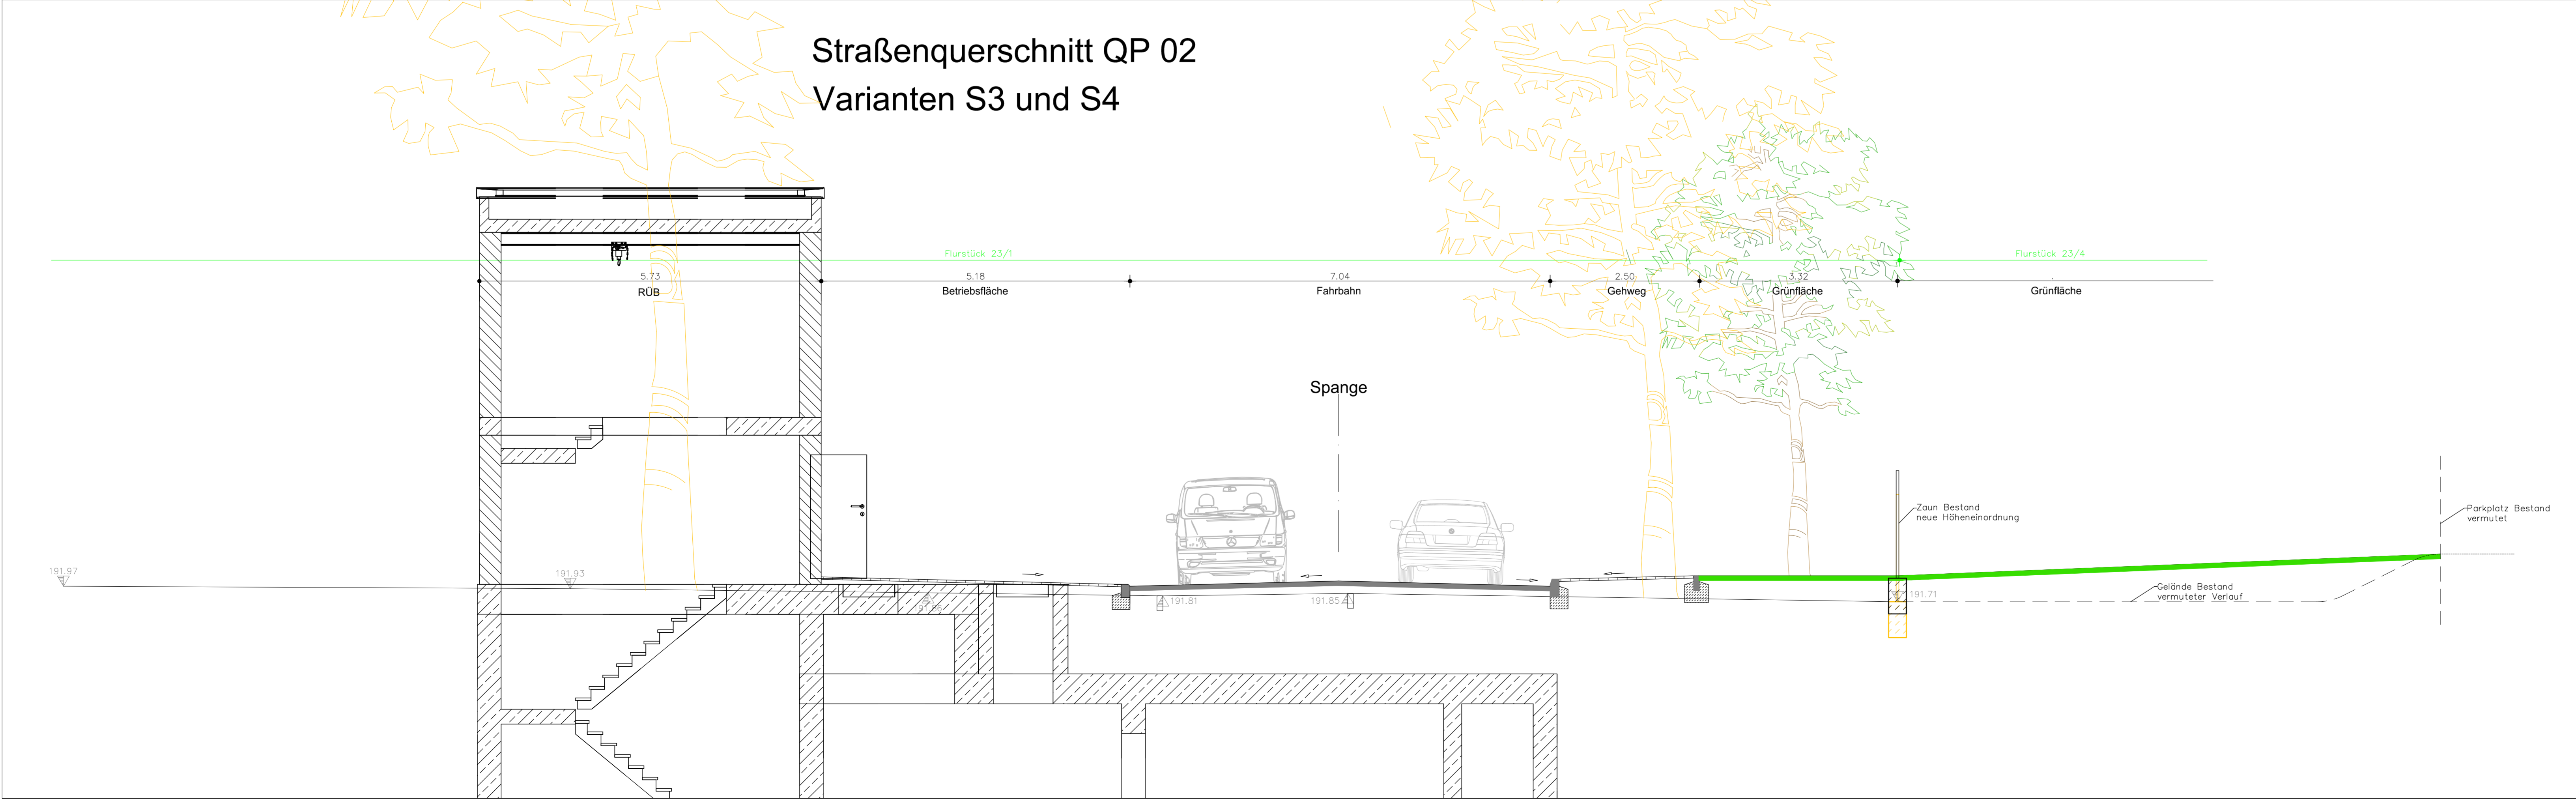 Straßenquerschnitt QP 02
Varianten S3 und S4
Flurstück 23/1
Flurstück 23/4
5.73
5.18
7.04
2.50
3.32
RÜB
Betriebsfläche
Fahrbahn
Gehweg
Grünfläche
Grünfläche
Spange
Zaun Bestand
neue Höheneinordnung
Parkplatz Bestand
vermutet
191.97
191.93
191.81
191.85
191.71
Gelände Bestand
vermuteter Verlauf